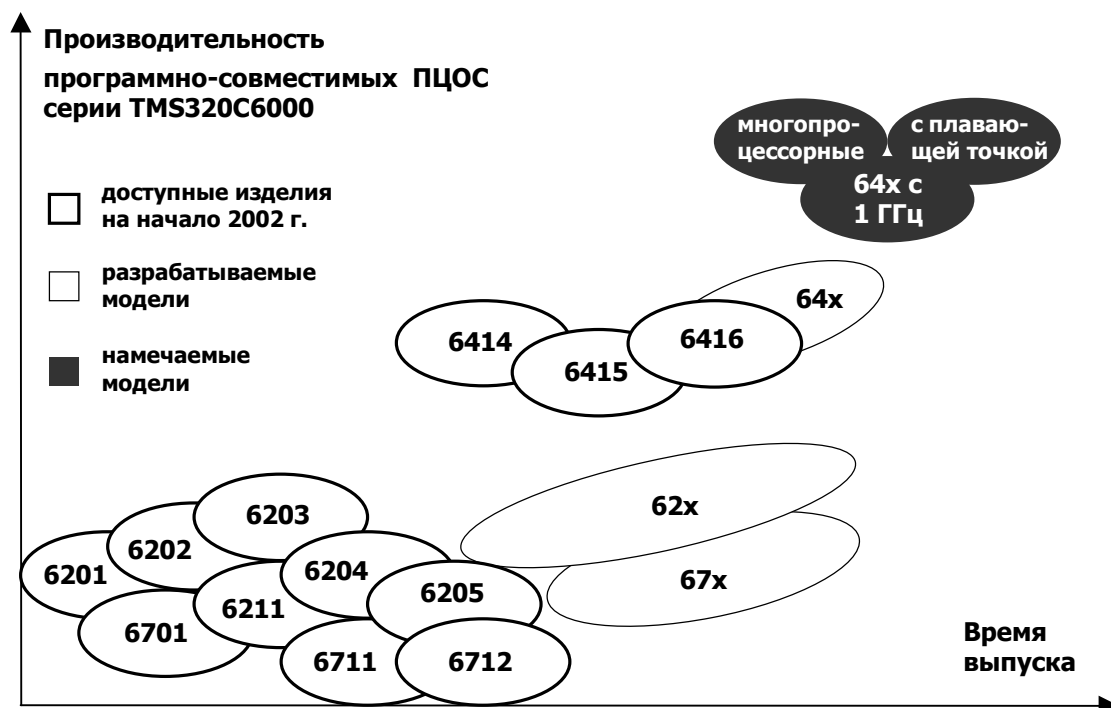 Производительность
программно-совместимых ПЦОС
серии TMS320C6000
многопро-
цессорные
с плаваю-
щей точкой
64x с
1 ГГц
доступные изделия
на начало 2002 г.
разрабатываемые
модели
намечаемые
модели
64x
6414
6415
6416
62x
67x
6201
6202
6203
6204
6205
6211
6701
6711
6712
Время
выпуска